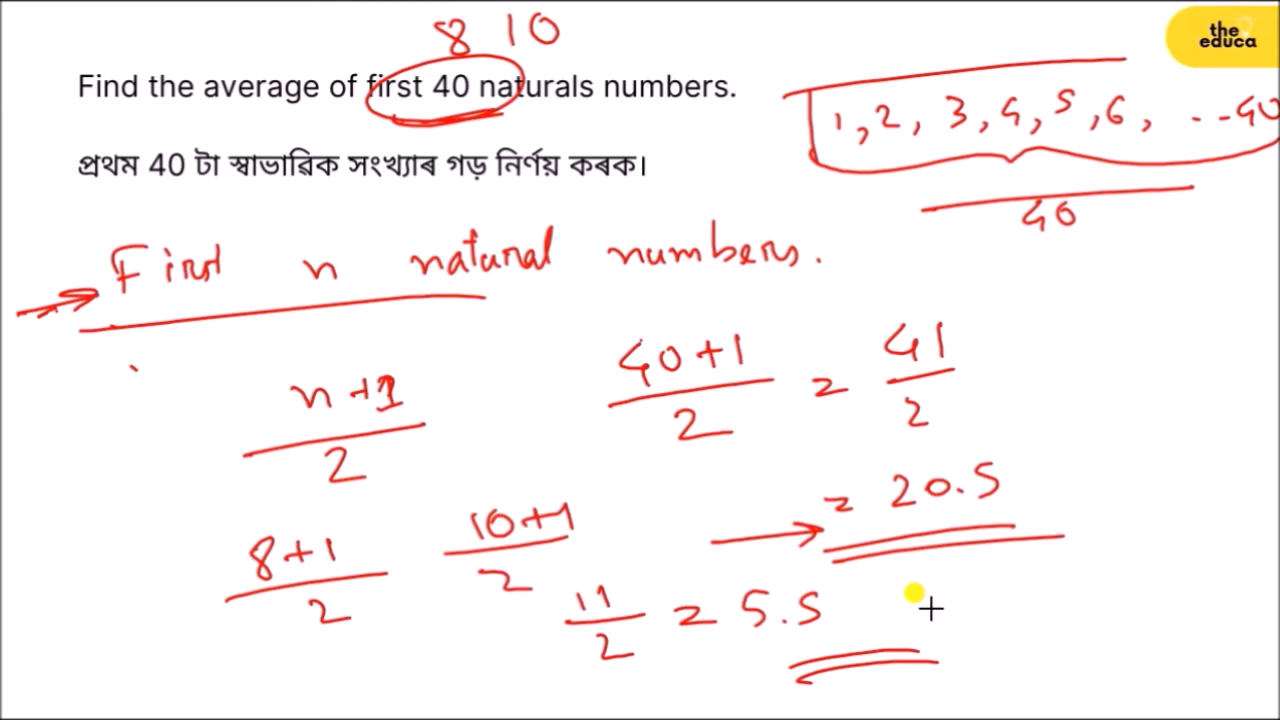 8 10
the
educa
Find the average of first 40 naturals numbers.
1, 2, 3, 4, 5, 6, ... 40
40
প্ৰথম 40 টা স্বাভাৱিক সংখ্যাৰ গড় নিৰ্ণয় কৰক।
First n natural numbers.
n+1
2
40+1
2
= 41
2
= 20.5
8+1
2
10+1
2
11
2
= 5.5